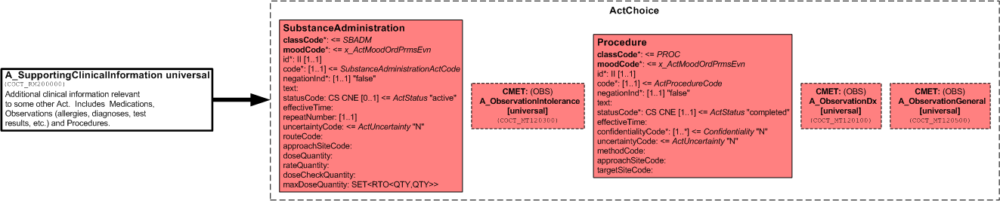 ActChoice
A_SupportingClinicalInformation universal
(COCT_RM200000)
Additional clinical information relevant
to some other Act.  Includes  Medications,
Observations (allergies, diagnoses, test
results, etc.) and Procedures.
SubstanceAdministration
classCode*: <= SBADM
moodCode*: <= x_ActMoodOrdPrmsEvn
id*: II [1..1]
code*: [1..1] <= SubstanceAdministrationActCode
negationInd*: [1..1] "false"
text:
statusCode: CS CNE [0..1] <= ActStatus "active"
effectiveTime:
repeatNumber: [1..1]
uncertaintyCode: <= ActUncertainty "N"
routeCode:
approachSiteCode:
doseQuantity:
rateQuantity:
doseCheckQuantity:
maxDoseQuantity: SET<RTO<QTY,QTY>>
CMET: (OBS)
A_ObservationIntolerance
[universal]
(COCT_MT120300)
Procedure
classCode*: <= PROC
moodCode*: <= x_ActMoodOrdPrmsEvn
id*: II [1..1]
code*: [1..1] <= ActProcedureCode
negationInd*: [1..1] "false"
text:
statusCode*: CS CNE [1..1] <= ActStatus "completed"
effectiveTime:
confidentialityCode*: [1..*] <= Confidentiality "N"
uncertaintyCode: <= ActUncertainty "N"
methodCode:
approachSiteCode:
targetSiteCode:
CMET: (OBS)
A_ObservationDx
[universal]
(COCT_MT120100)
CMET: (OBS)
A_ObservationGeneral
[universal]
(COCT_MT120500)